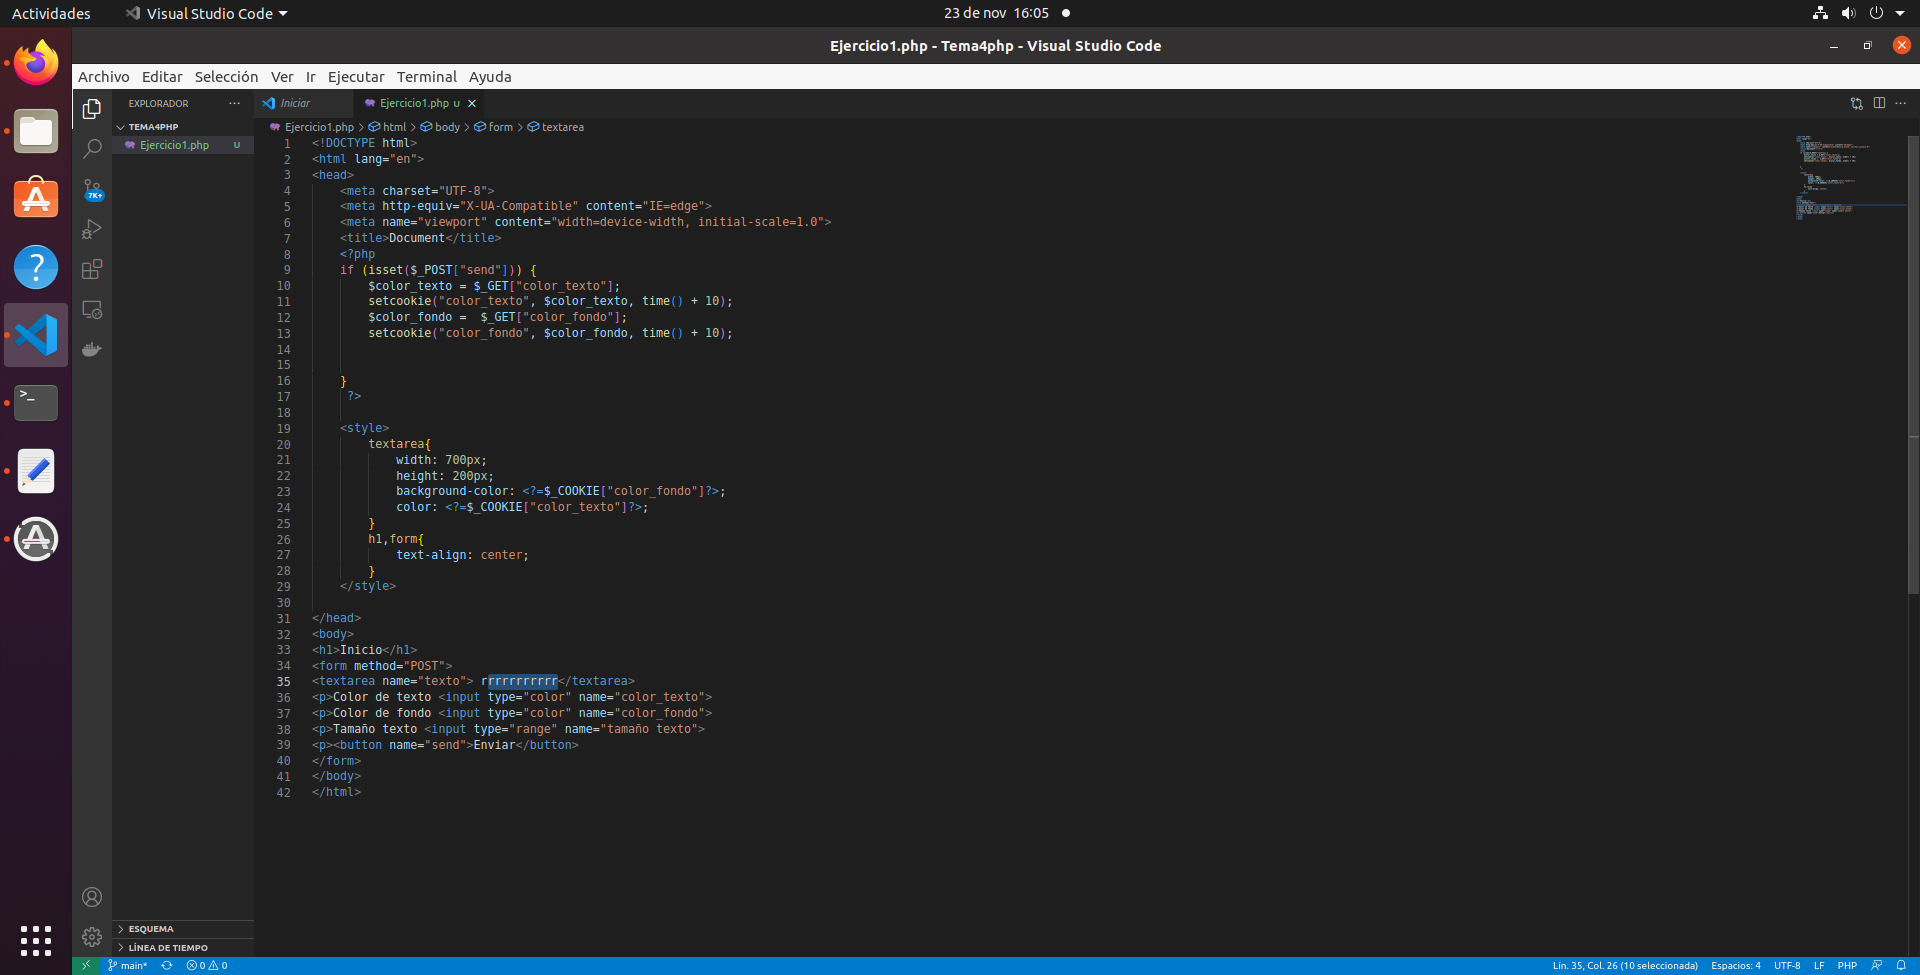 Actividades
Visual Studio Code
23 de nov 16:05
Ejercicio1.php - Tema4php - Visual Studio Code
Archivo Editar Selección Ver Ir Ejecutar Terminal Ayuda
EXPLORADOR
Iniciar
Ejercicio1.php U
TEMA4PHP
Ejercicio1.php U
7K+
Ejercicio1.php > html > body > form > textarea
1 <!DOCTYPE html>
2 <html lang="en">
3 <head>
4 <meta charset="UTF-8">
5 <meta http-equiv="X-UA-Compatible" content="IE=edge">
6 <meta name="viewport" content="width=device-width, initial-scale=1.0">
7 <title>Document</title>
8 <?php
9 if (isset($_POST["send"])) {
10 $color_texto = $_GET["color_texto"];
11 setcookie("color_texto", $color_texto, time() + 10);
12 $color_fondo =  $_GET["color_fondo"];
13 setcookie("color_fondo", $color_fondo, time() + 10);
14
15
16 }
17 ?>
18
19 <style>
20 textarea{
21 width: 700px;
22 height: 200px;
23 background-color: <?=$_COOKIE["color_fondo"]?>;
24 color: <?=$_COOKIE["color_texto"]?>;
25 }
26 h1,form{
27 text-align: center;
28 }
29 </style>
30
31 </head>
32 <body>
33 <h1>Inicio</h1>
34 <form method="POST">
35 <textarea name="texto"> rrrrrrrrrrr</textarea>
36 <p>Color de texto <input type="color" name="color_texto">
37 <p>Color de fondo <input type="color" name="color_fondo">
38 <p>Tamaño texto <input type="range" name="tamaño texto">
39 <p><button name="send">Enviar</button>
40 </form>
41 </body>
42 </html>
ESQUEMA
LÍNEA DE TIEMPO
main* 0 0
Lín. 35, Col. 26 (10 seleccionada) Espacios: 4 UTF-8 LF PHP